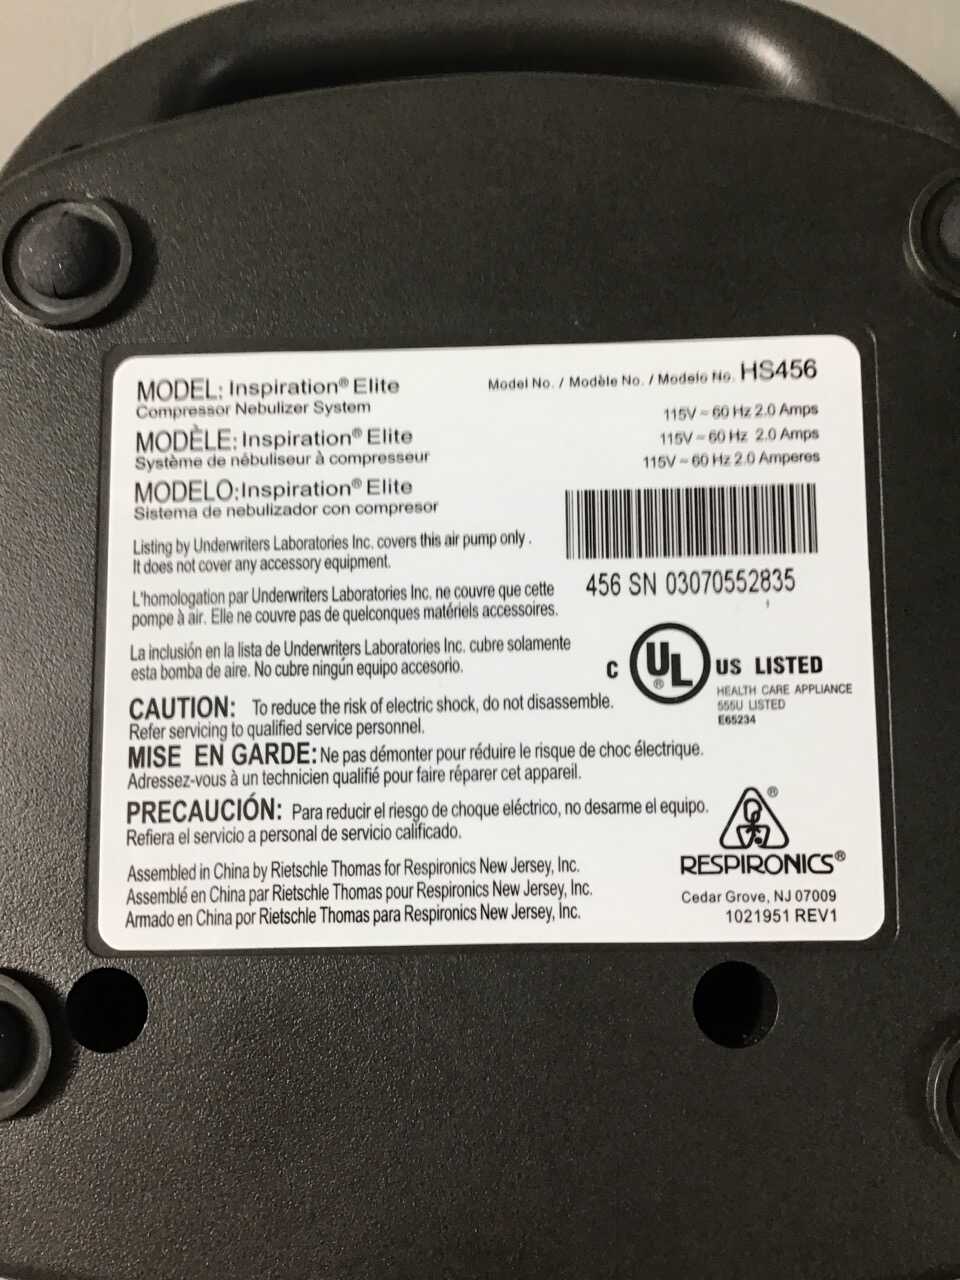 MODEL: Inspiration® Elite
Compressor Nebulizer System
Model No. / Modèle No. / Modelo No. HS456
MODÈLE: Inspiration® Elite
Système de nébuliseur à compresseur
MODELO: Inspiration® Elite
Sistema de nebulizador con compresor
115V ~ 60 Hz 2.0 Amps
115V ~ 60 Hz 2.0 Amps
115V ~ 60 Hz 2.0 Amperes
Listing by Underwriters Laboratories Inc. covers this air pump only .
It does not cover any accessory equipment.
L'homologation par Underwriters Laboratories Inc. ne couvre que cette
pompe à air. Elle ne couvre pas de quelconques matériels accessoires.
La inclusión en la lista de Underwriters Laboratories Inc. cubre solamente
esta bomba de aire. No cubre ningún equipo accesorio.
456 SN 03070552835
C UL® US LISTED
HEALTH CARE APPLIANCE
555U LISTED
E65234
CAUTION: To reduce the risk of electric shock, do not disassemble.
Refer servicing to qualified service personnel.
MISE EN GARDE: Ne pas démonter pour réduire le risque de choc électrique.
Adressez-vous à un technicien qualifié pour faire réparer cet appareil.
PRECAUCIÓN: Para reducir el riesgo de choque eléctrico, no desarme el equipo.
Refiera el servicio a personal de servicio calificado.
Assembled in China by Rietschle Thomas for Respironics New Jersey, Inc.
Assemblé en China par Rietschle Thomas pour Respironics New Jersey, Inc.
Armado en China por Rietschle Thomas para Respironics New Jersey, Inc.
®
RESPIRONICS®
Cedar Grove, NJ 07009
1021951 REV1